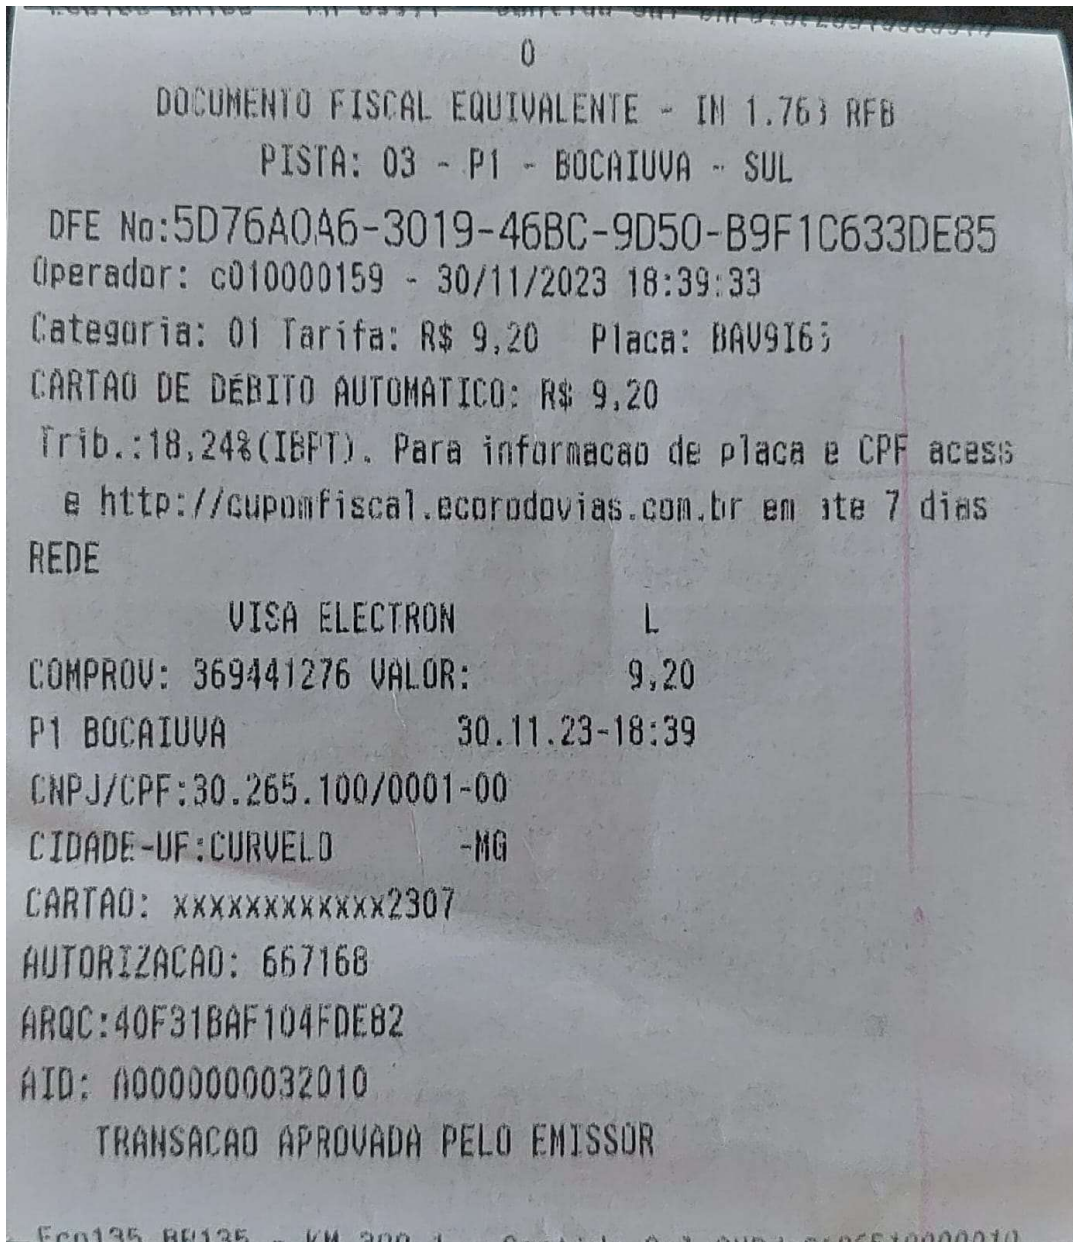 0
DOCUMENTO FISCAL EQUIVALENTE - IN 1.763 RFB
PISTA: 03 - P1 - BOCAIUVA - SUL
DFE No:5D76A0A6-3019-46BC-9D50-B9F1C633DE85
Operador: c010000159 - 30/11/2023 18:39:33
Categoria: 01 Tarifa: R$ 9,20 Placa:
CARTAO DE DÉBITO AUTOMATICO: R$ 9,20
Trib.:18,24%(IBPT). Para informacao de placa e CPF acess
e http://cupomfiscal.ecorodovias.com.br em ate 7 dias
REDE
VISA ELECTRON L
COMPROV: 369441276 VALOR: 9,20
P1 BOCAIUVA 30.11.23-18:39
CNPJ/CPF:30.265.100/0001-00
CIDADE-UF:CURVELO -MG
CARTAO: xxxxxxxxxxxx2307
AUTORIZACAO: 667168
ARQC:40F31BAF104FDE82
AID: A0000000032010
TRANSACAO APROVADA PELO EMISSOR